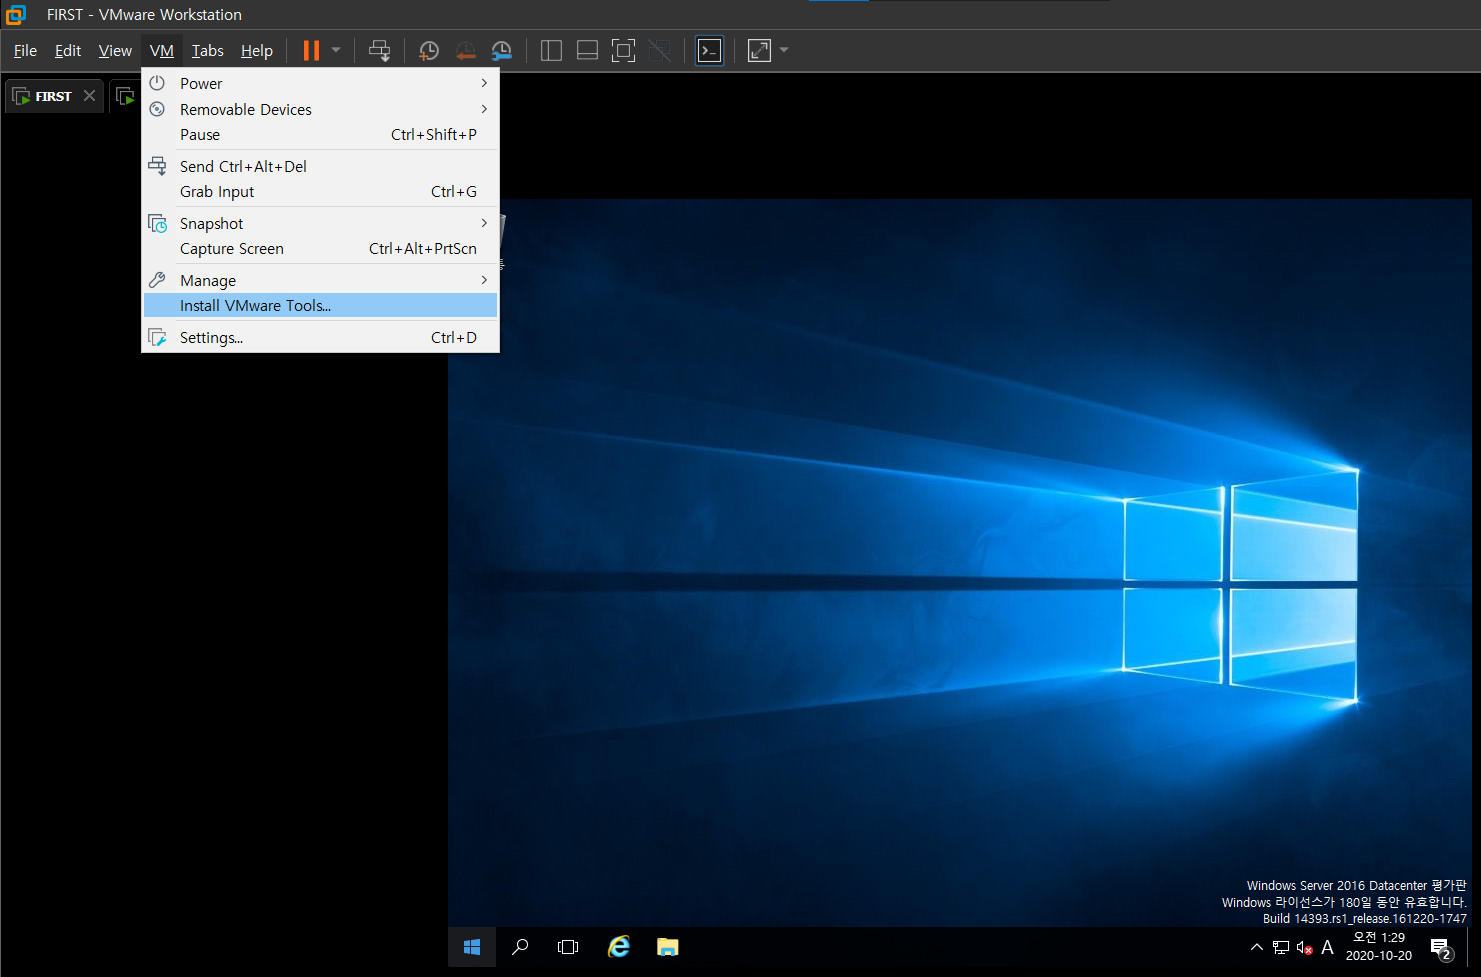 FIRST - VMware Workstation
File Edit View VM Tabs Help
FIRST
Power
Removable Devices
Pause Ctrl+Shift+P
Send Ctrl+Alt+Del
Grab Input Ctrl+G
Snapshot
Capture Screen Ctrl+Alt+PrtScn
Manage
Install VMware Tools...
Settings... Ctrl+D
통
Windows Server 2016 Datacenter 평가판
Windows 라이선스가 180일 동안 유효합니다.
Build 14393.rs1_release.161220-1747
A
오전 1:29
2020-10-20
2